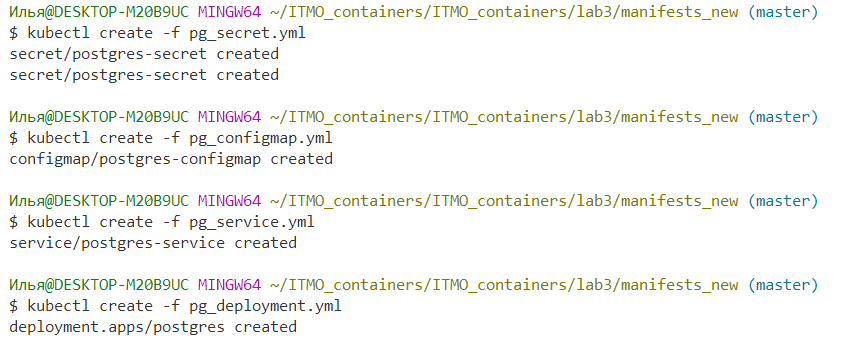 Илья@DESKTOP-M20B9UC MINGW64 ~/ITMO_containers/ITMO_containers/lab3/manifests_new (master)
$ kubectl create -f pg_secret.yml
secret/postgres-secret created
secret/postgres-secret created
Илья@DESKTOP-M20B9UC MINGW64 ~/ITMO_containers/ITMO_containers/lab3/manifests_new (master)
$ kubectl create -f pg_configmap.yml
configmap/postgres-configmap created
Илья@DESKTOP-M20B9UC MINGW64 ~/ITMO_containers/ITMO_containers/lab3/manifests_new (master)
$ kubectl create -f pg_service.yml
service/postgres-service created
Илья@DESKTOP-M20B9UC MINGW64 ~/ITMO_containers/ITMO_containers/lab3/manifests_new (master)
$ kubectl create -f pg_deployment.yml
deployment.apps/postgres created